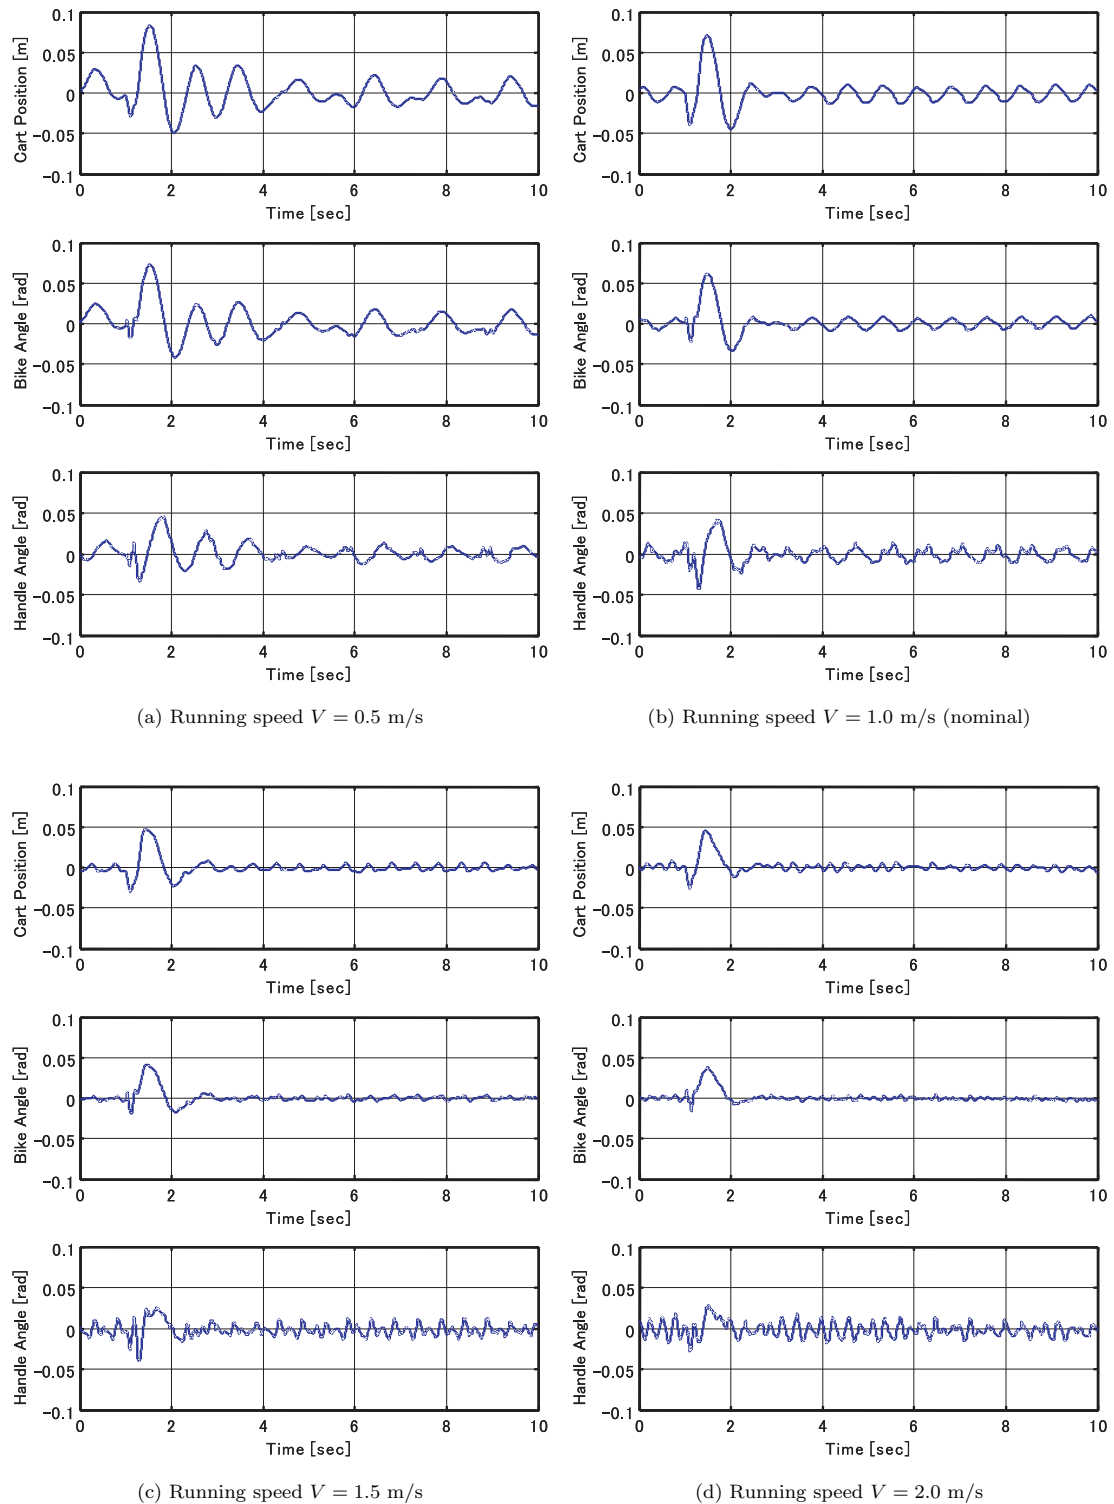 Cart Position [m]
0.1
0.05
0
−0.05
−0.1
0 2 4 6 8 10
Time [sec]
Bike Angle [rad]
0.1
0.05
0
−0.05
−0.1
0 2 4 6 8 10
Time [sec]
Handle Angle [rad]
0.1
0.05
0
−0.05
−0.1
0 2 4 6 8 10
Time [sec]
(a) Running speed V = 0.5 m/s
Cart Position [m]
0.1
0.05
0
−0.05
−0.1
0 2 4 6 8 10
Time [sec]
Bike Angle [rad]
0.1
0.05
0
−0.05
−0.1
0 2 4 6 8 10
Time [sec]
Handle Angle [rad]
0.1
0.05
0
−0.05
−0.1
0 2 4 6 8 10
Time [sec]
(b) Running speed V = 1.0 m/s (nominal)
Cart Position [m]
0.1
0.05
0
−0.05
−0.1
0 2 4 6 8 10
Time [sec]
Bike Angle [rad]
0.1
0.05
0
−0.05
−0.1
0 2 4 6 8 10
Time [sec]
Handle Angle [rad]
0.1
0.05
0
−0.05
−0.1
0 2 4 6 8 10
Time [sec]
(c) Running speed V = 1.5 m/s
Cart Position [m]
0.1
0.05
0
−0.05
−0.1
0 2 4 6 8 10
Time [sec]
Bike Angle [rad]
0.1
0.05
0
−0.05
−0.1
0 2 4 6 8 10
Time [sec]
Handle Angle [rad]
0.1
0.05
0
−0.05
−0.1
0 2 4 6 8 10
Time [sec]
(d) Running speed V = 2.0 m/s